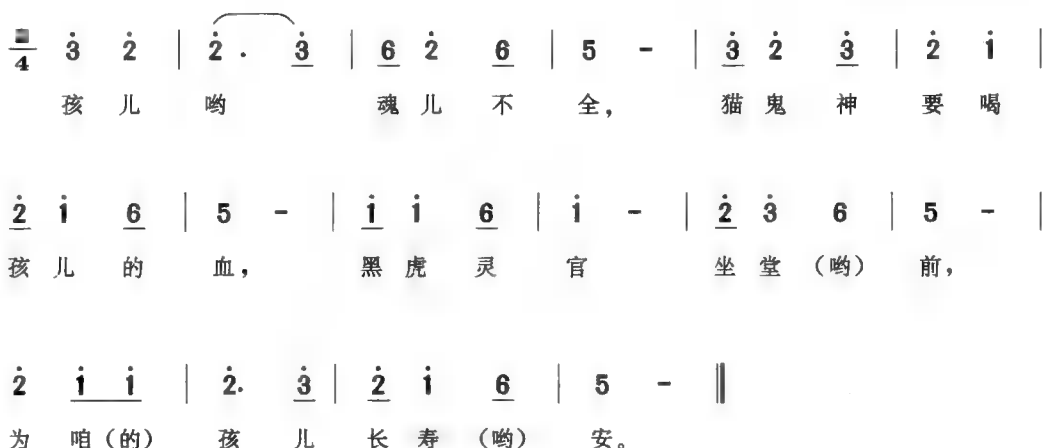 4 3 2 | 2 . 3 | 6 2 6 | 5 - | 3 2 3 | 2 1 |
孩 儿 哟 魂 儿 不 全， 猫 鬼 神 要 喝
2 1 6 | 5 - | 1 1 6 | 1 - | 2 3 6 | 5 - |
孩 儿 的 血， 黑 虎 灵 官 坐 堂 （哟） 前，
2 1 1 | 2. 3 | 2 1 6 | 5 - ‖
为 咱（的） 孩 儿 长 寿 （哟） 安。